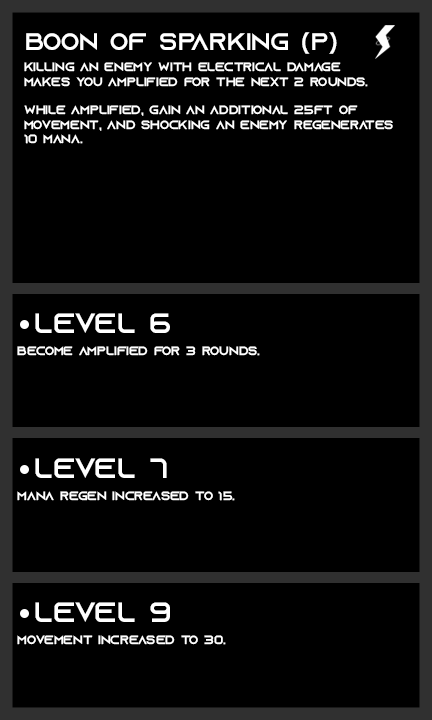 BOON OF SPARKING (P)
KILLING AN ENEMY WITH ELECTRICAL DAMAGE
MAKES YOU AMPLIFIED FOR THE NEXT 2 ROUNDS.
WHILE AMPLIFIED, GAIN AN ADDITIONAL 25FT OF
MOVEMENT, AND SHOCKING AN ENEMY REGENERATES
10 MANA.
•LEVEL 6
BECOME AMPLIFIED FOR 3 ROUNDS.
•LEVEL 7
MANA REGEN INCREASED TO 15.
•LEVEL 9
MOVEMENT INCREASED TO 30.